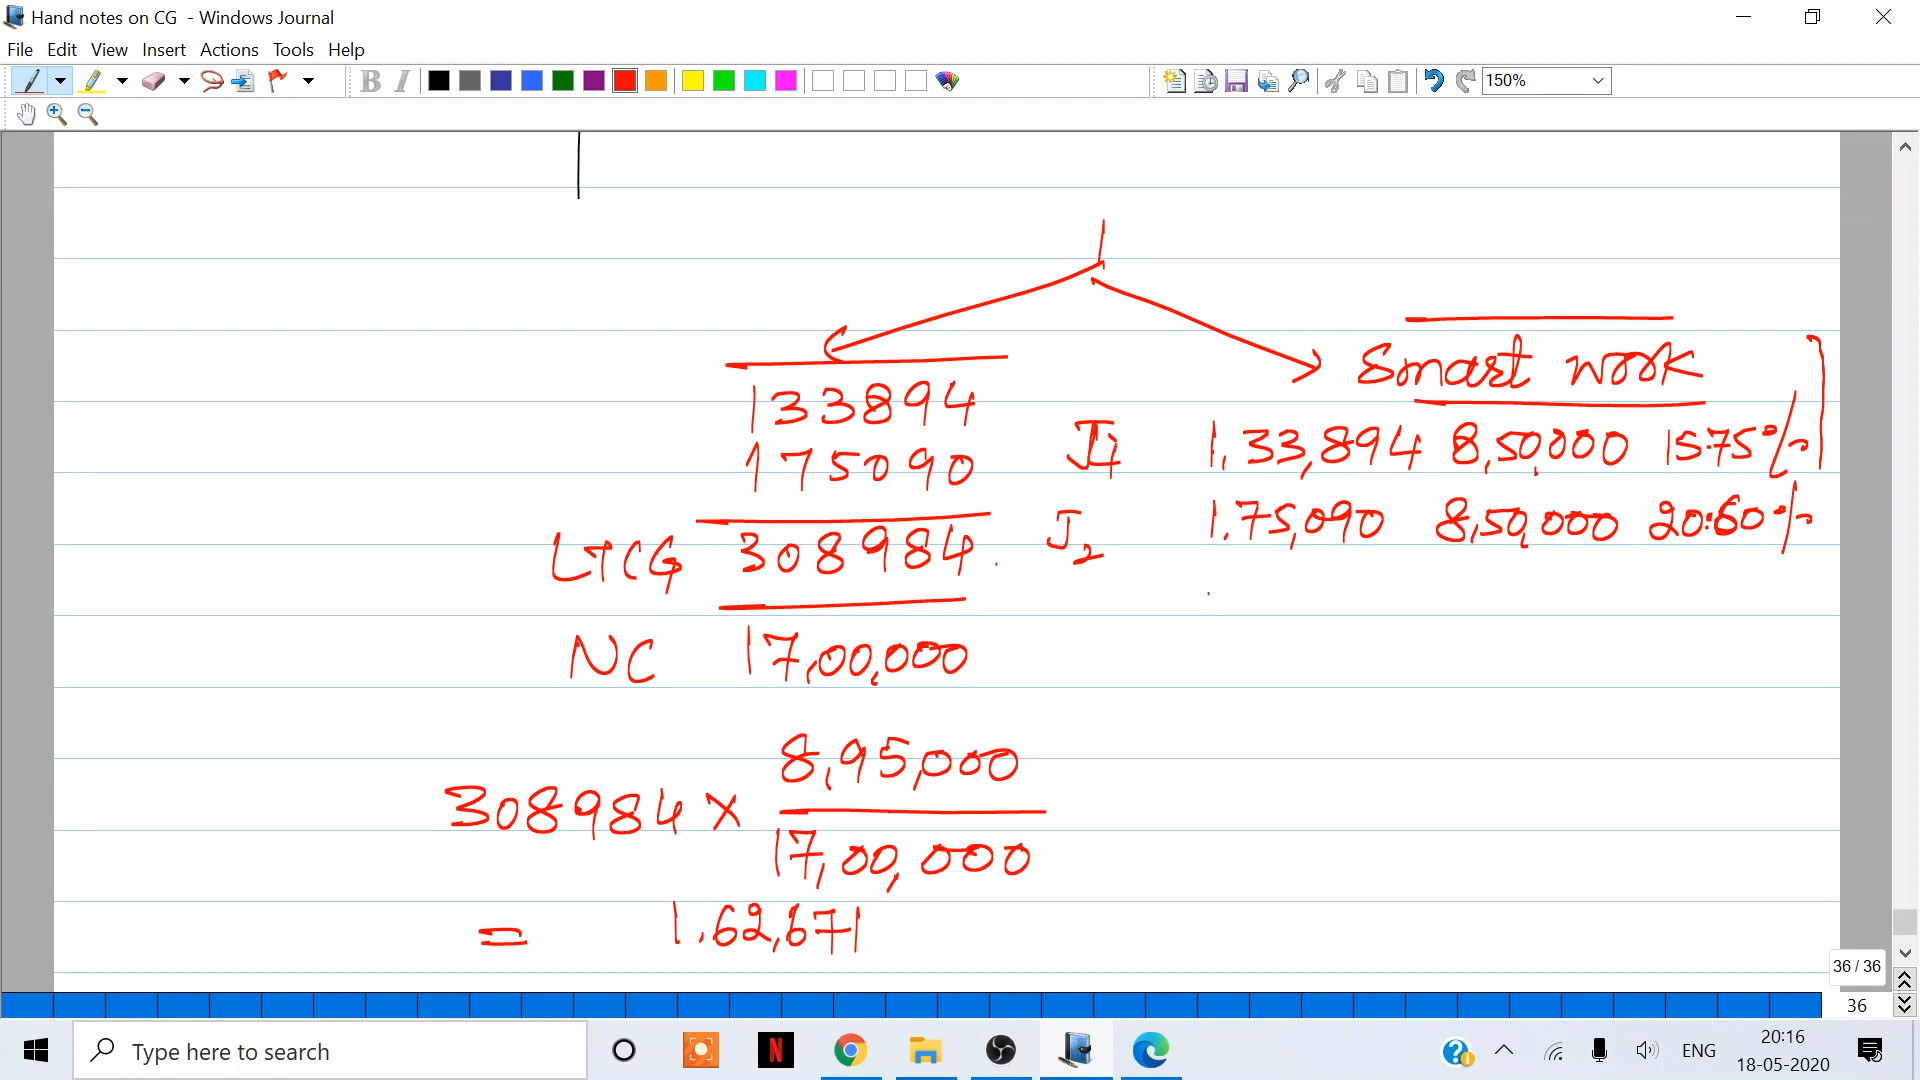 Hand notes on CG - Windows Journal
File Edit View Insert Actions Tools Help
B I 150%
Smart work
133894
J1 1,33,894 8,50,000 15.75%
175090
J2 1,75,090 8,50,000 20.60%
LTCG 308984
NC 17,00,000
308984 × 8,95,000
17,00,000
= 1,62,671
36 / 36
36
Type here to search
N
ENG
20:16
18-05-2020